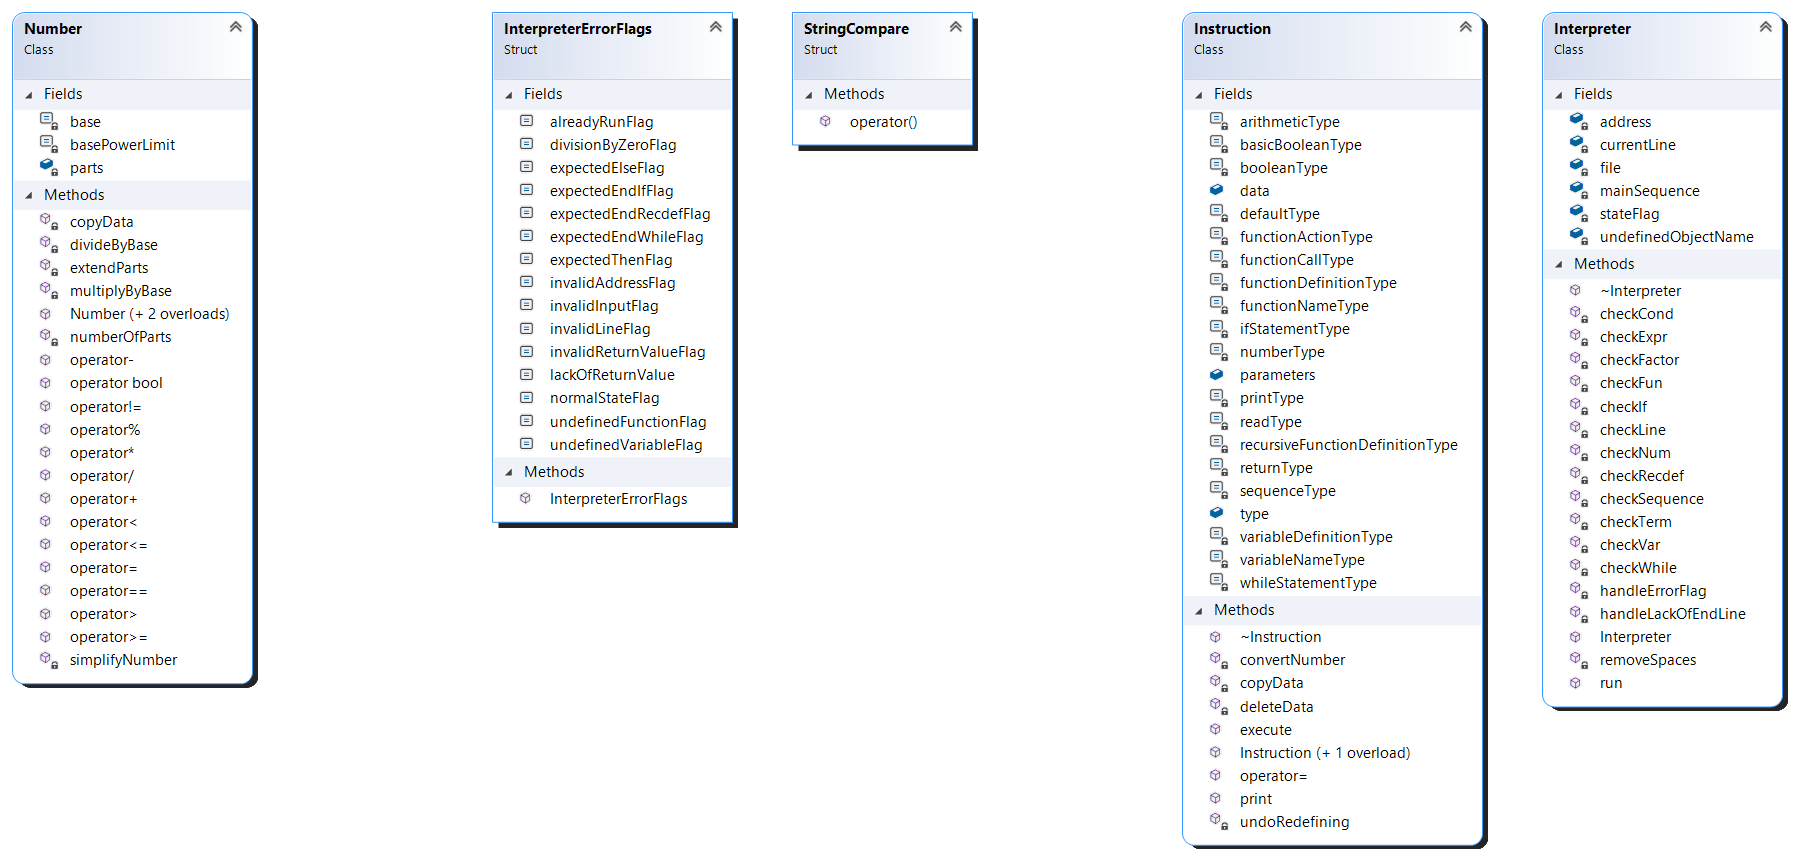 Number
Class
Fields
base
basePowerLimit
parts
Methods
copyData
divideByBase
extendParts
multiplyByBase
Number (+ 2 overloads)
numberOfParts
operator-
operator bool
operator!=
operator%
operator*
operator/
operator+
operator<
operator<=
operator=
operator==
operator>
operator>=
simplifyNumber
InterpreterErrorFlags
Struct
Fields
alreadyRunFlag
divisionByZeroFlag
expectedElseFlag
expectedEndIfFlag
expectedEndRecdefFlag
expectedEndWhileFlag
expectedThenFlag
invalidAddressFlag
invalidInputFlag
invalidLineFlag
invalidReturnValueFlag
lackOfReturnValue
normalStateFlag
undefinedFunctionFlag
undefinedVariableFlag
Methods
InterpreterErrorFlags
StringCompare
Struct
Methods
operator()
Instruction
Class
Fields
arithmeticType
basicBooleanType
booleanType
data
defaultType
functionActionType
functionCallType
functionDefinitionType
functionNameType
ifStatementType
numberType
parameters
printType
readType
recursiveFunctionDefinitionType
returnType
sequenceType
type
variableDefinitionType
variableNameType
whileStatementType
Methods
~Instruction
convertNumber
copyData
deleteData
execute
Instruction (+ 1 overload)
operator=
print
undoRedefining
Interpreter
Class
Fields
address
currentLine
file
mainSequence
stateFlag
undefinedObjectName
Methods
~Interpreter
checkCond
checkExpr
checkFactor
checkFun
checkIf
checkLine
checkNum
checkRecdef
checkSequence
checkTerm
checkVar
checkWhile
handleErrorFlag
handleLackOfEndLine
Interpreter
removeSpaces
run